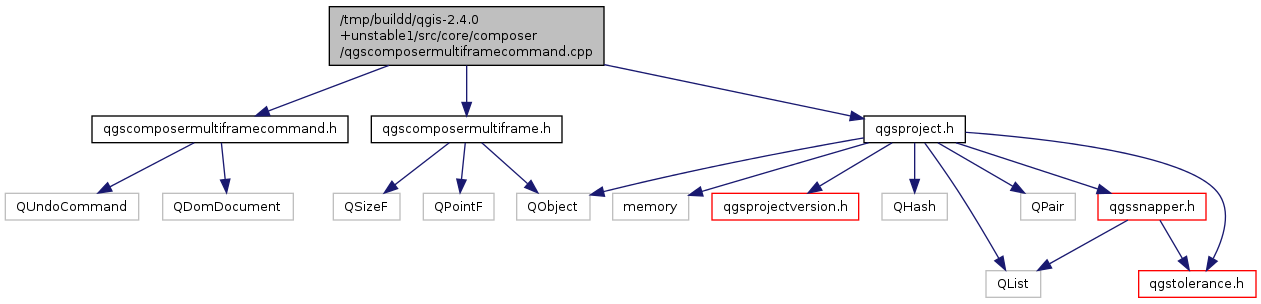 /tmp/buildd/qgis-2.4.0
+unstable1/src/core/composer
/qgscomposermultiframecommand.cpp
qgscomposermultiframecommand.h
qgscomposermultiframe.h
qgsproject.h
QUndoCommand
QDomDocument
QSizeF
QPointF
QObject
memory
qgsprojectversion.h
QHash
QPair
qgssnapper.h
QList
qgstolerance.h